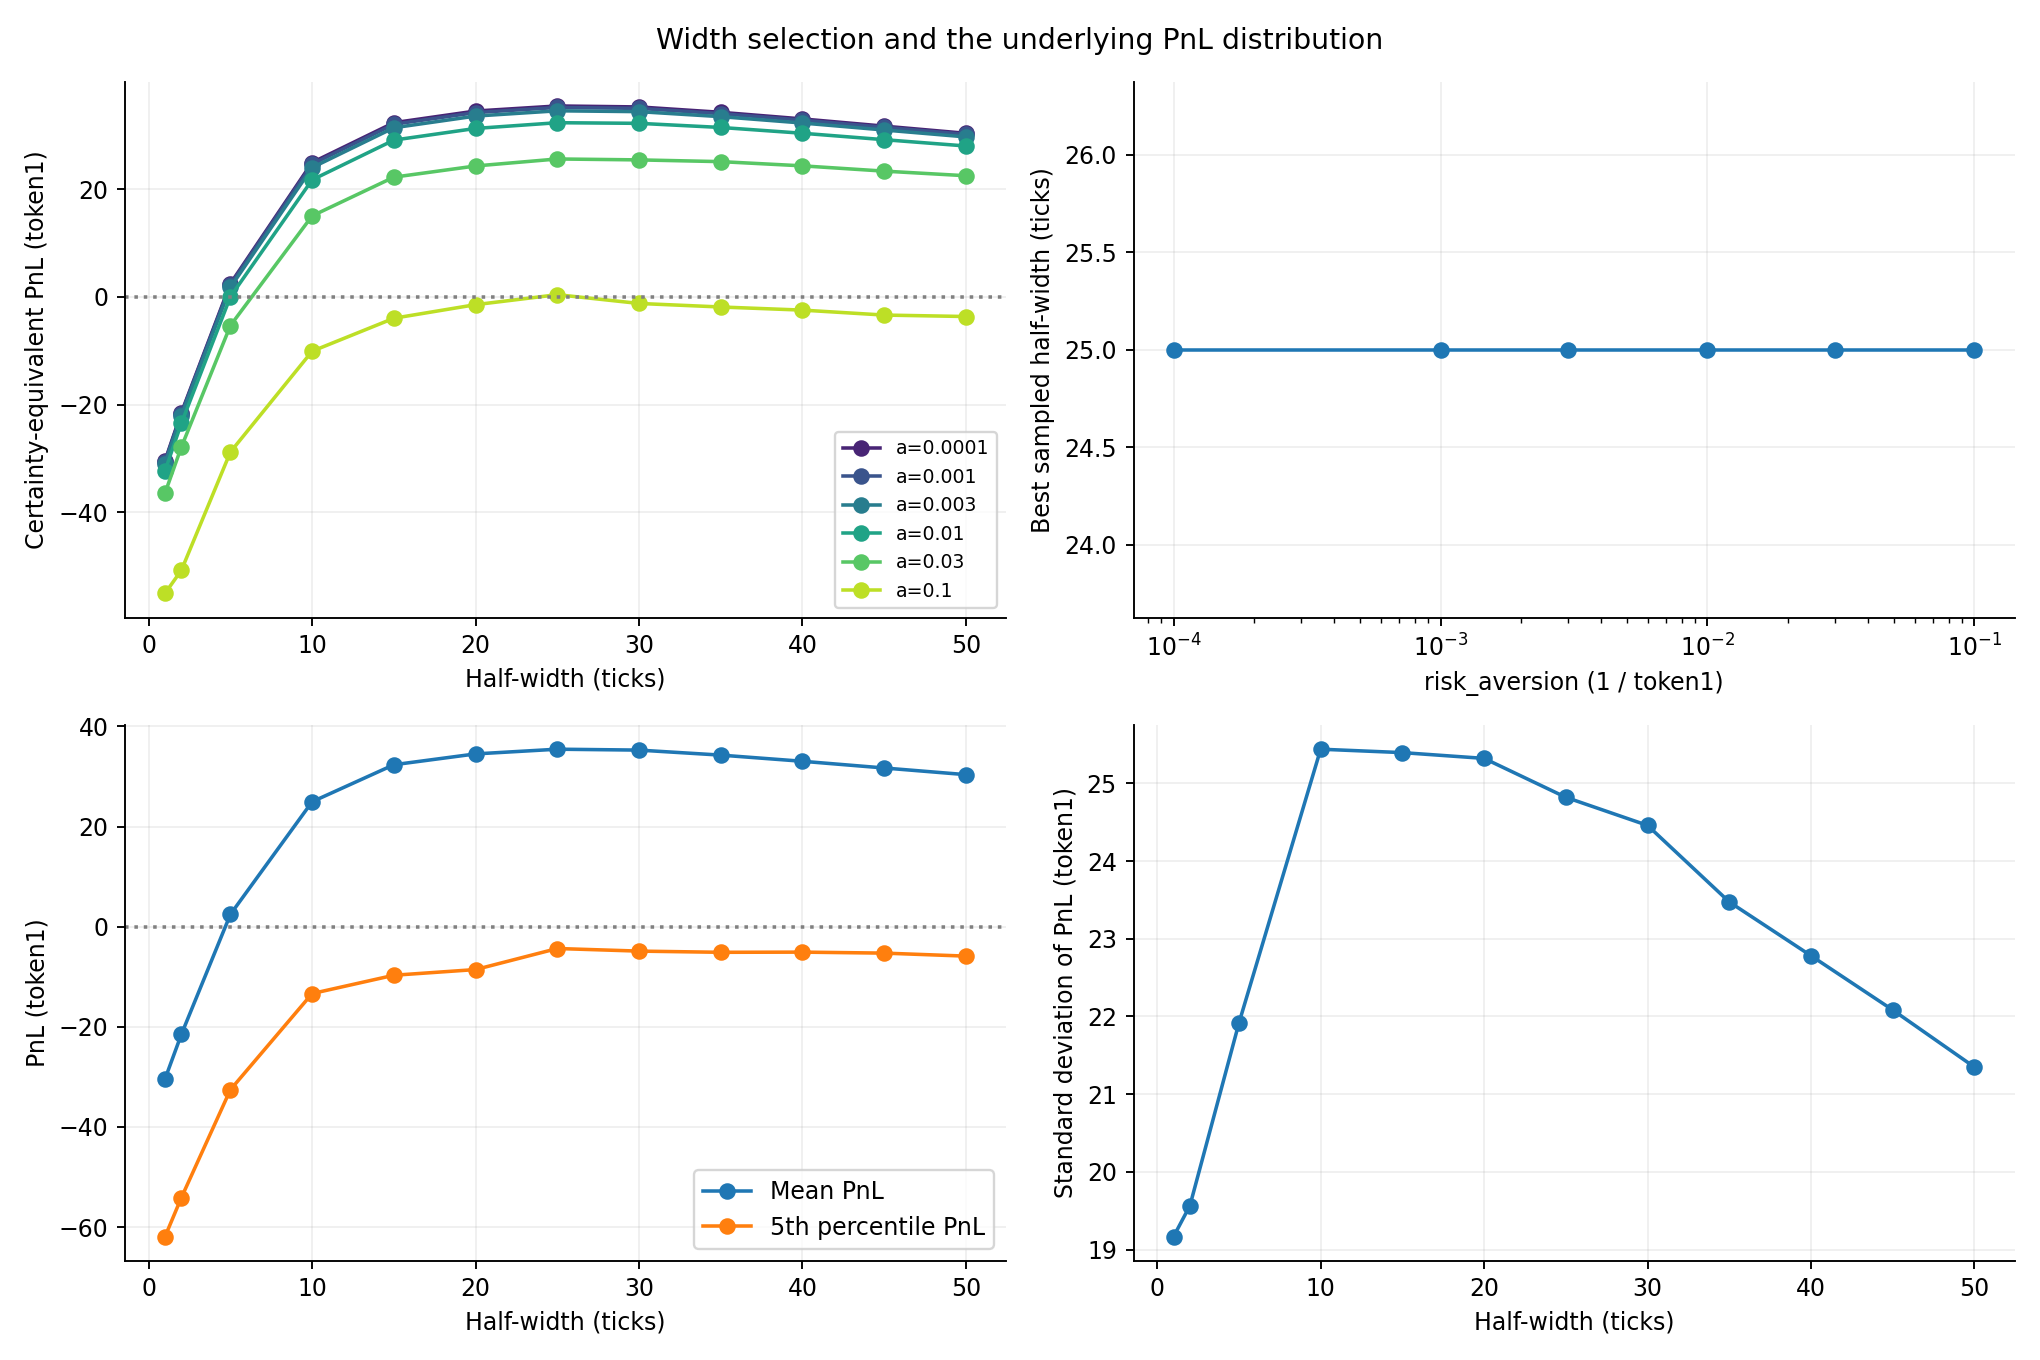 Width selection and the underlying PnL distribution
Certainty-equivalent PnL (token1)
20
0
−20
−40
0
10
20
30
40
50
Half-width (ticks)
a=0.0001
a=0.001
a=0.003
a=0.01
a=0.03
a=0.1
Best sampled half-width (ticks)
26.0
25.5
25.0
24.5
24.0
10⁻⁴
10⁻³
10⁻²
10⁻¹
risk_aversion (1 / token1)
PnL (token1)
40
20
0
−20
−40
−60
0
10
20
30
40
50
Half-width (ticks)
Mean PnL
5th percentile PnL
Standard deviation of PnL (token1)
25
24
23
22
21
20
19
0
10
20
30
40
50
Half-width (ticks)